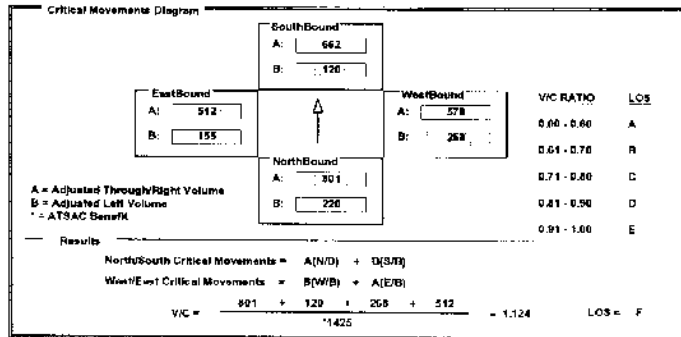 Critical Movements Diagram
SouthBound
A: 662
B: 120
EastBound
A: 512
B: 155
WestBound
A: 578
B: 268
NorthBound
A: 801
B: 220
V/C RATIO LOS
0.00 - 0.60 A
0.61 - 0.70 B
0.71 - 0.80 C
0.81 - 0.90 D
0.91 - 1.00 E
A = Adjusted Through/Right Volume
B = Adjusted Left Volume
* = ATSAC Benefit
Results
North/South Critical Movements = A(N/B) + B(S/B)
West/East Critical Movements = B(W/B) + A(E/B)
V/C = 801 + 120 + 268 + 512 = 1.124 LOS = F
*1425